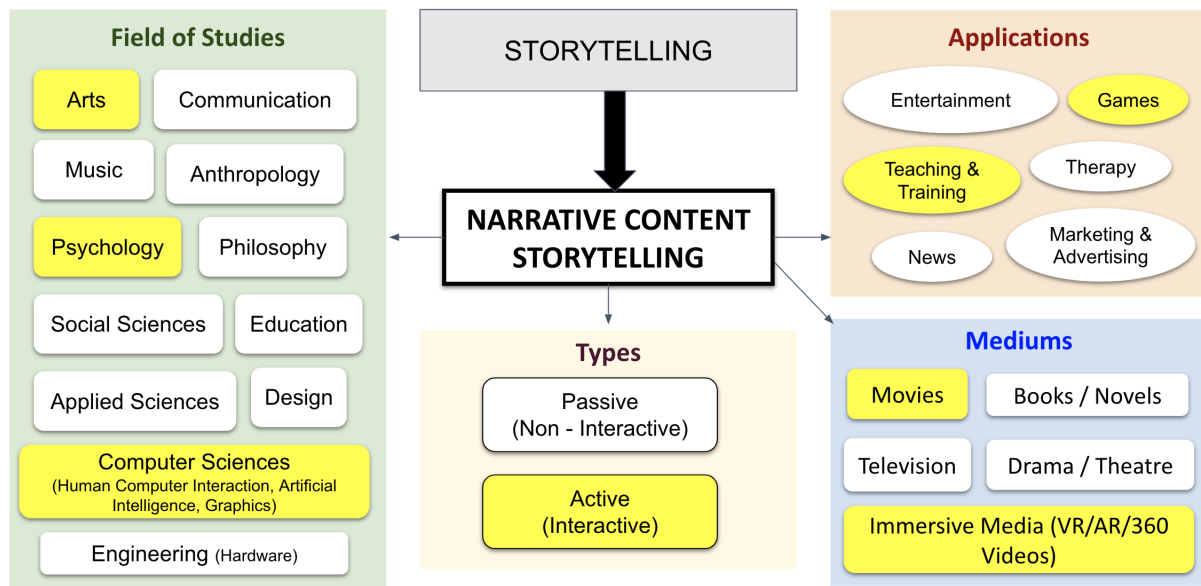 Field of Studies
Arts
Communication
Music
Anthropology
Psychology
Philosophy
Social Sciences
Education
Applied Sciences
Design
Computer Sciences
(Human Computer Interaction, Artificial
Intelligence, Graphics)
Engineering (Hardware)
STORYTELLING
NARRATIVE CONTENT
STORYTELLING
Types
Passive
(Non - Interactive)
Active
(Interactive)
Applications
Entertainment
Games
Teaching &
Training
Therapy
News
Marketing &
Advertising
Mediums
Movies
Books / Novels
Television
Drama / Theatre
Immersive Media (VR/AR/360
Videos)